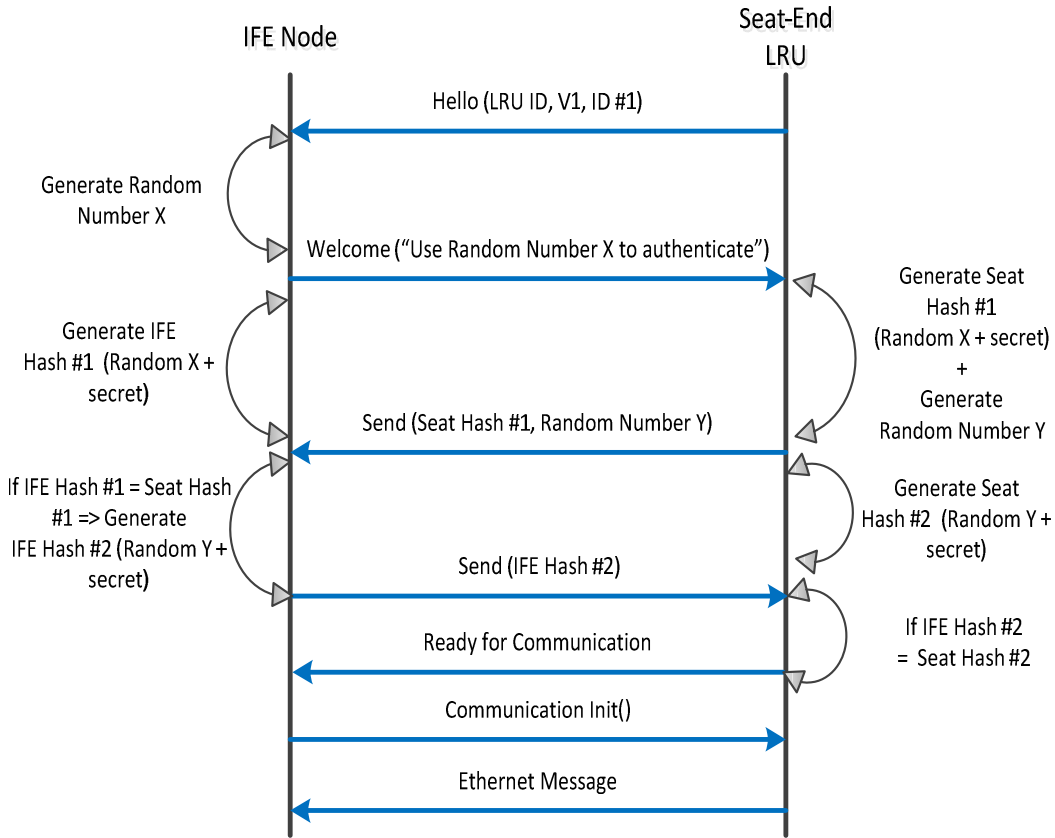 IFE Node
Seat-End
LRU
Hello (LRU ID, V1, ID #1)
Generate Random
Number X
Welcome (“Use Random Number X to authenticate”)
Generate Seat
Hash #1
(Random X + secret)
+
Generate
Random Number Y
Generate IFE
Hash #1 (Random X +
secret)
Send (Seat Hash #1, Random Number Y)
If IFE Hash #1 = Seat Hash
#1 => Generate
IFE Hash #2 (Random Y +
secret)
Generate Seat
Hash #2 (Random Y +
secret)
Send (IFE Hash #2)
If IFE Hash #2
= Seat Hash #2
Ready for Communication
Communication Init()
Ethernet Message